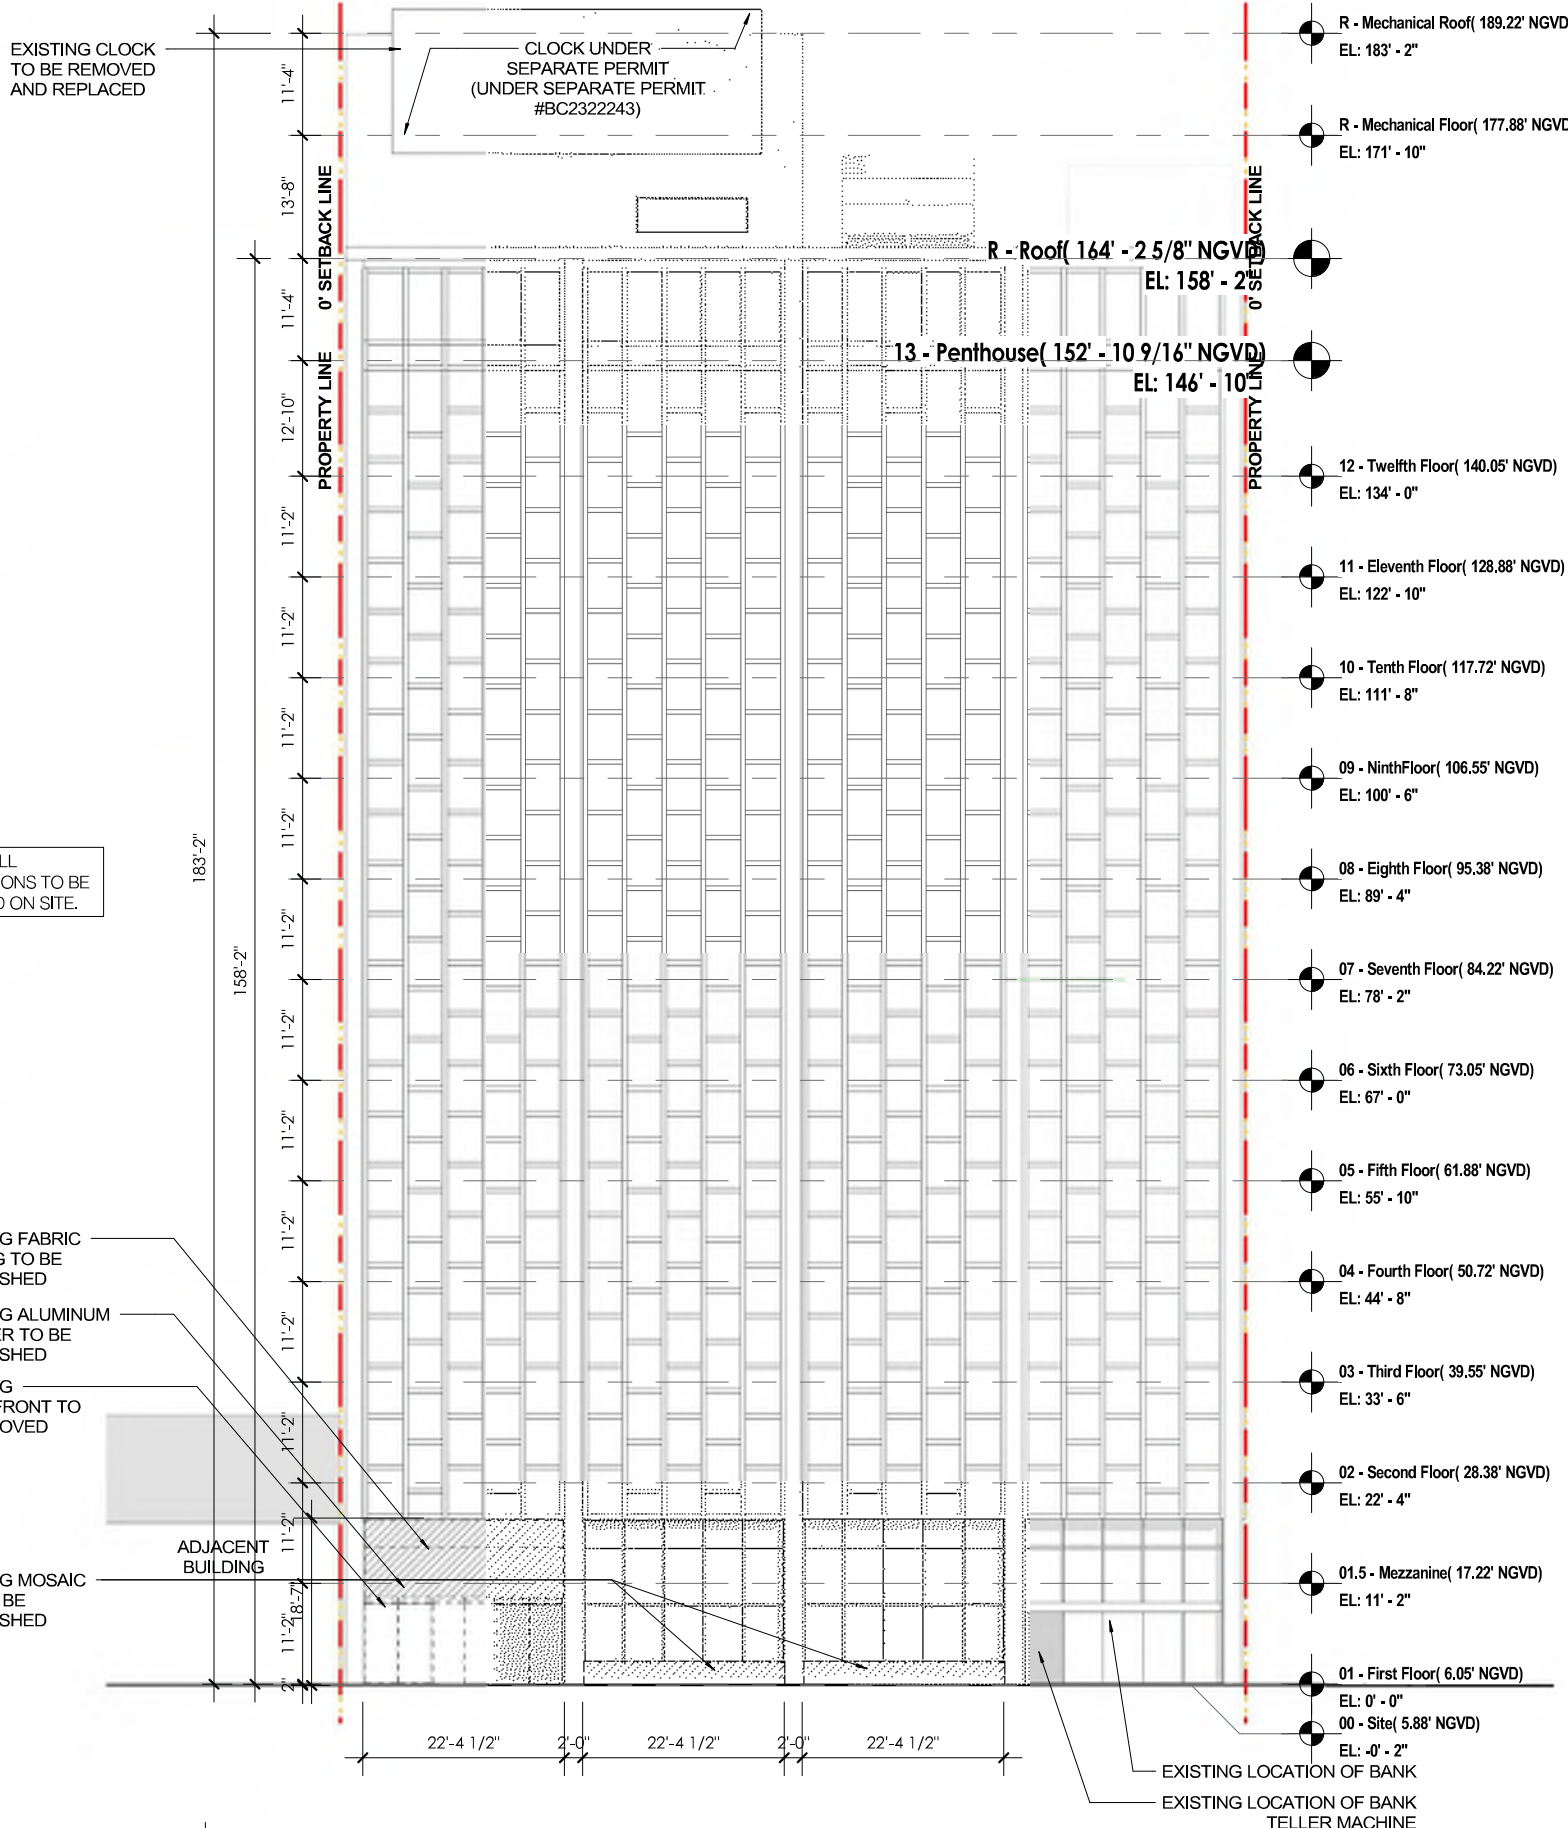 EXISTING CLOCK
TO BE REMOVED
AND REPLACED
CLOCK UNDER
SEPARATE PERMIT
(UNDER SEPARATE PERMIT
#BC2322243)
R - Mechanical Roof( 189.22' NGVD
EL: 183' - 2"
R - Mechanical Floor( 177.88' NGVD
EL: 171' - 10"
R - Roof( 164' - 2 5/8" NGVD)
EL: 158' - 2"
13 - Penthouse( 152' - 10 9/16" NGVD)
EL: 146' - 10"
12 - Twelfth Floor( 140.05' NGVD)
EL: 134' - 0"
11 - Eleventh Floor( 128.88' NGVD)
EL: 122' - 10"
10 - Tenth Floor( 117.72' NGVD)
EL: 111' - 8"
09 - NinthFloor( 106.55' NGVD)
EL: 100' - 6"
08 - Eighth Floor( 95.38' NGVD)
EL: 89' - 4"
07 - Seventh Floor( 84.22' NGVD)
EL: 78' - 2"
06 - Sixth Floor( 73.05' NGVD)
EL: 67' - 0"
05 - Fifth Floor( 61.88' NGVD)
EL: 55' - 10"
04 - Fourth Floor( 50.72' NGVD)
EL: 44' - 8"
03 - Third Floor( 39.55' NGVD)
EL: 33' - 6"
02 - Second Floor( 28.38' NGVD)
EL: 22' - 4"
01.5 - Mezzanine( 17.22' NGVD)
EL: 11' - 2"
01 - First Floor( 6.05' NGVD)
EL: 0' - 0"
00 - Site( 5.88' NGVD)
EL: -0' - 2"
0' SETBACK LINE
PROPERTY LINE
0' SETBACK LINE
PROPERTY LINE
11'-4"
13'-8"
11'-4"
12'-10"
11'-2"
11'-2"
11'-2"
11'-2"
11'-2"
11'-2"
11'-2"
11'-2"
11'-2"
11'-2"
11'-2"
11'-2"
2"
18'-7"
183'-2"
158'-2"
LL
ONS TO BE
D ON SITE.
G FABRIC
G TO BE
SHED
G ALUMINUM
ER TO BE
SHED
G
FRONT TO
OVED
ADJACENT
BUILDING
G MOSAIC
BE
SHED
22'-4 1/2"
2'-0"
22'-4 1/2"
2'-0"
22'-4 1/2"
EXISTING LOCATION OF BANK
EXISTING LOCATION OF BANK
TELLER MACHINE